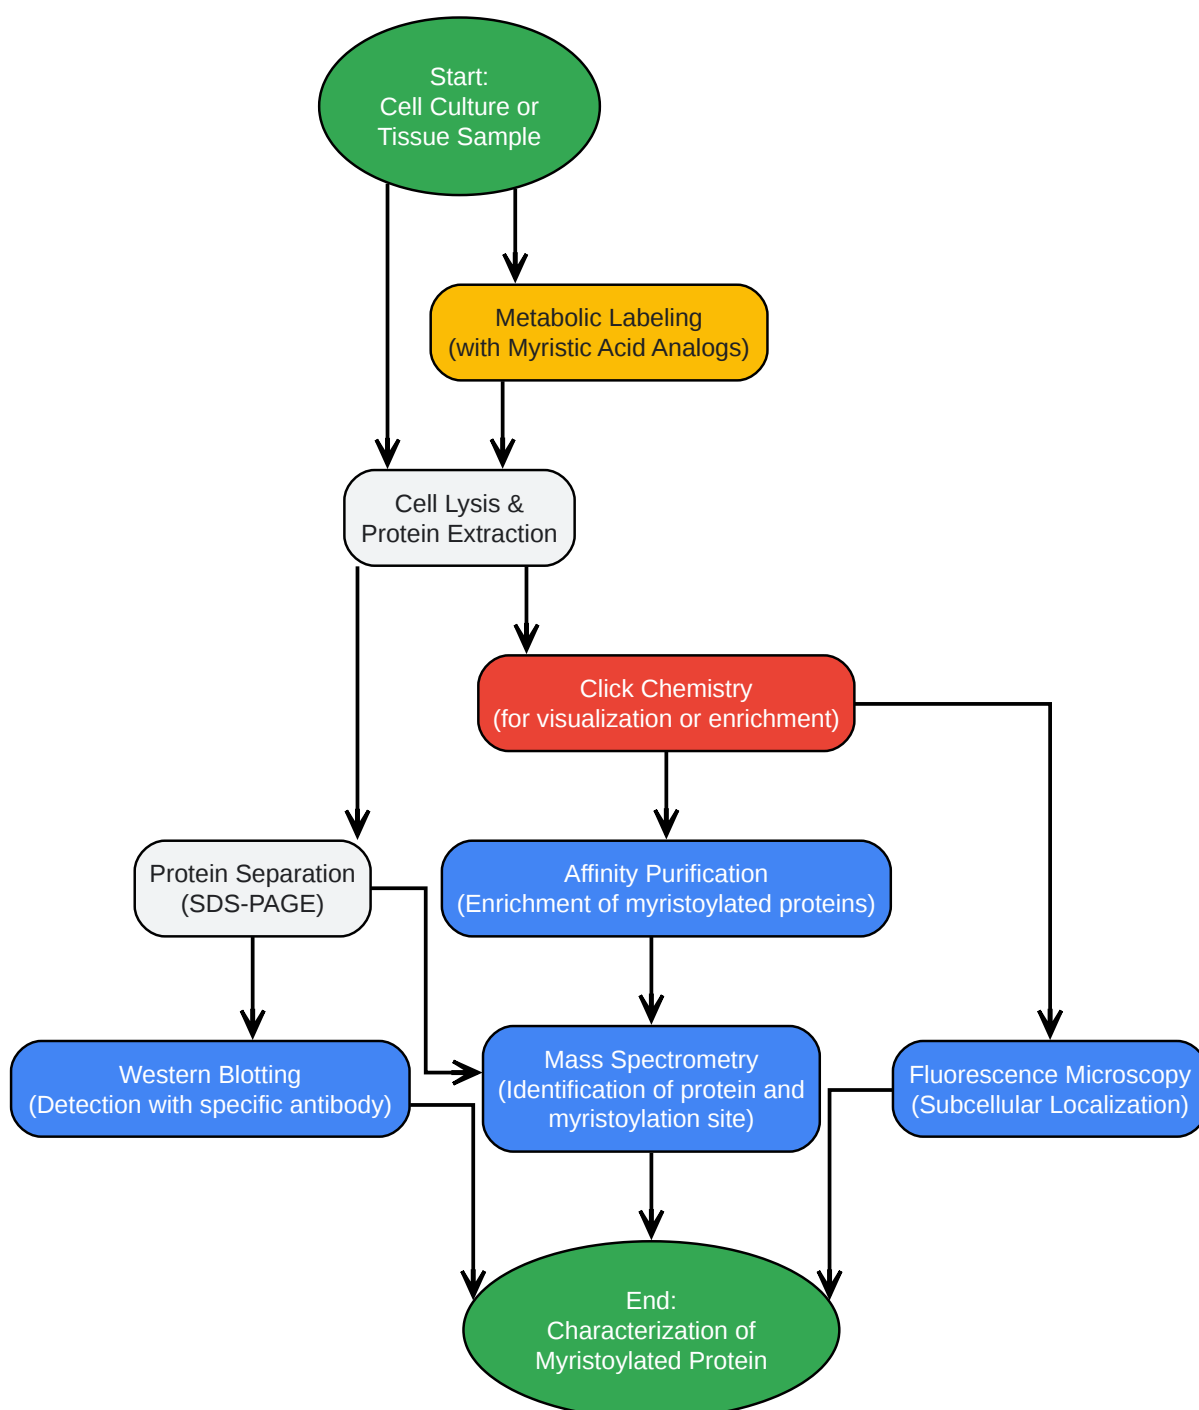 Start:
Cell Culture or
Tissue Sample
Metabolic Labeling
(with Myristic Acid Analogs)
Cell Lysis &
Protein Extraction
Click Chemistry
(for visualization or enrichment)
Protein Separation
(SDS-PAGE)
Affinity Purification
(Enrichment of myristoylated proteins)
Western Blotting
(Detection with specific antibody)
Mass Spectrometry
(Identification of protein and
myristoylation site)
Fluorescence Microscopy
(Subcellular Localization)
End:
Characterization of
Myristoylated Protein